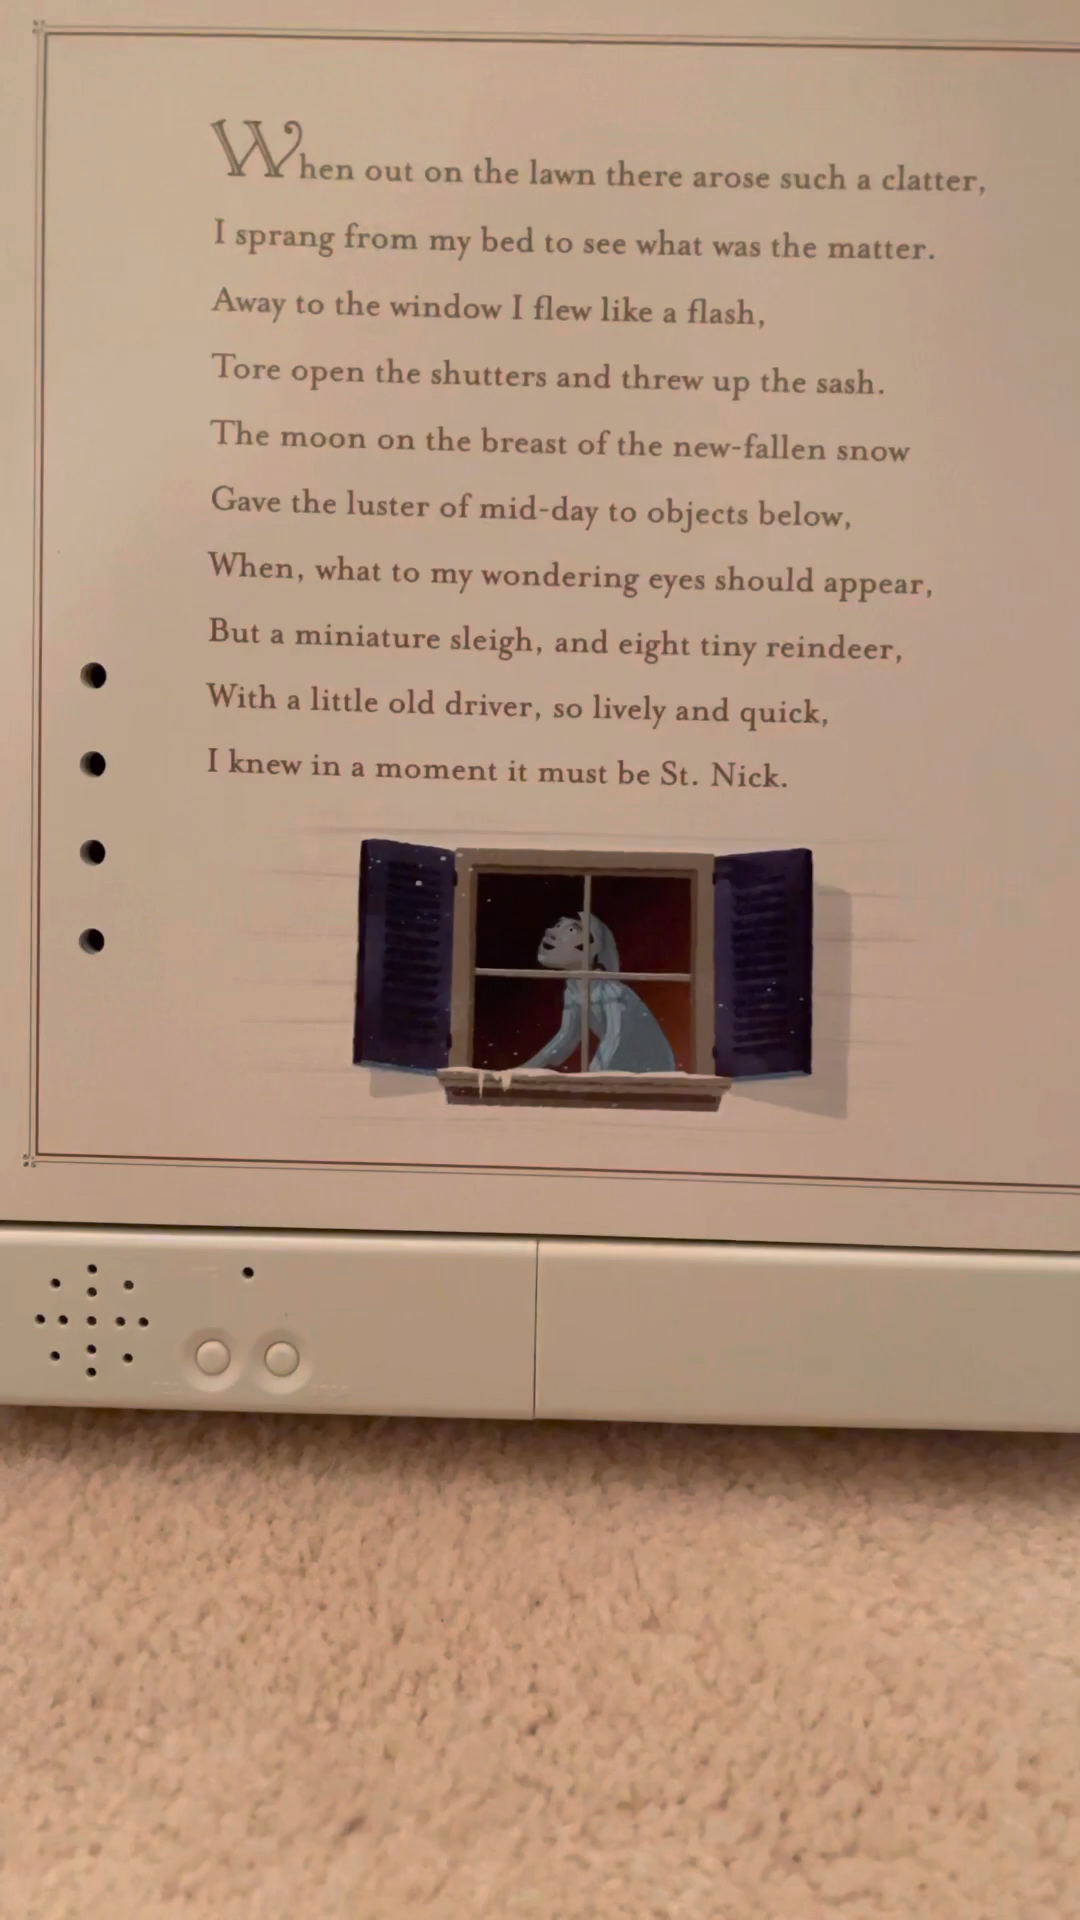 When out on the lawn there arose such a clatter,
I sprang from my bed to see what was the matter.
Away to the window I flew like a flash,
Tore open the shutters and threw up the sash.
The moon on the breast of the new-fallen snow
Gave the luster of mid-day to objects below,
When, what to my wondering eyes should appear,
But a miniature sleigh, and eight tiny reindeer,
With a little old driver, so lively and quick,
I knew in a moment it must be St. Nick.